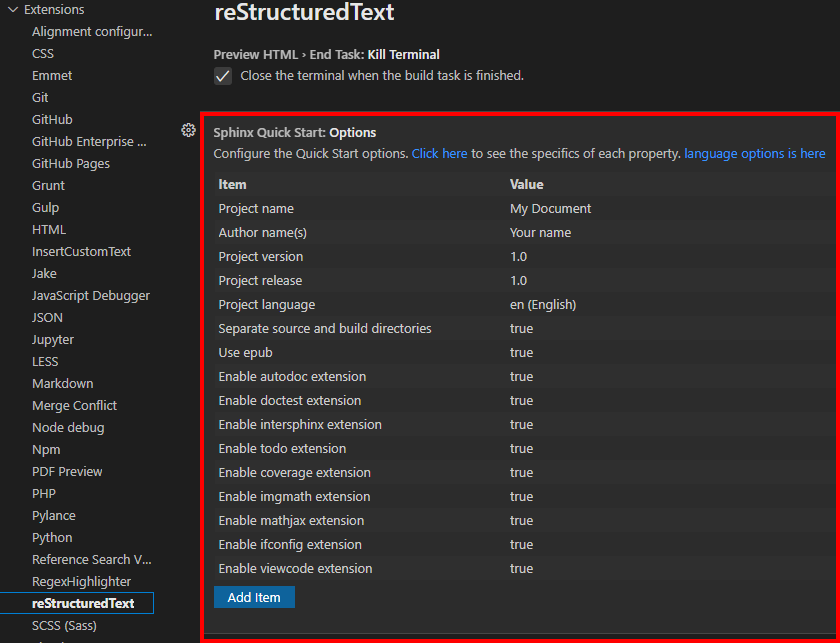 Extensions
Alignment configur...
CSS
Emmet
Git
GitHub
GitHub Enterprise ...
GitHub Pages
Grunt
Gulp
HTML
InsertCustomText
Jake
JavaScript Debugger
JSON
Jupyter
LESS
Markdown
Merge Conflict
Node debug
Npm
PDF Preview
PHP
Pylance
Python
Reference Search V...
RegexHighlighter
reStructuredText
SCSS (Sass)
reStructuredText
Preview HTML › End Task: Kill Terminal
Close the terminal when the build task is finished.
Sphinx Quick Start: Options
Configure the Quick Start options. Click here to see the specifics of each property. language options is here
Item Value
Project name My Document
Author name(s) Your name
Project version 1.0
Project release 1.0
Project language en (English)
Separate source and build directories true
Use epub true
Enable autodoc extension true
Enable doctest extension true
Enable intersphinx extension true
Enable todo extension true
Enable coverage extension true
Enable imgmath extension true
Enable mathjax extension true
Enable ifconfig extension true
Enable viewcode extension true
Add Item